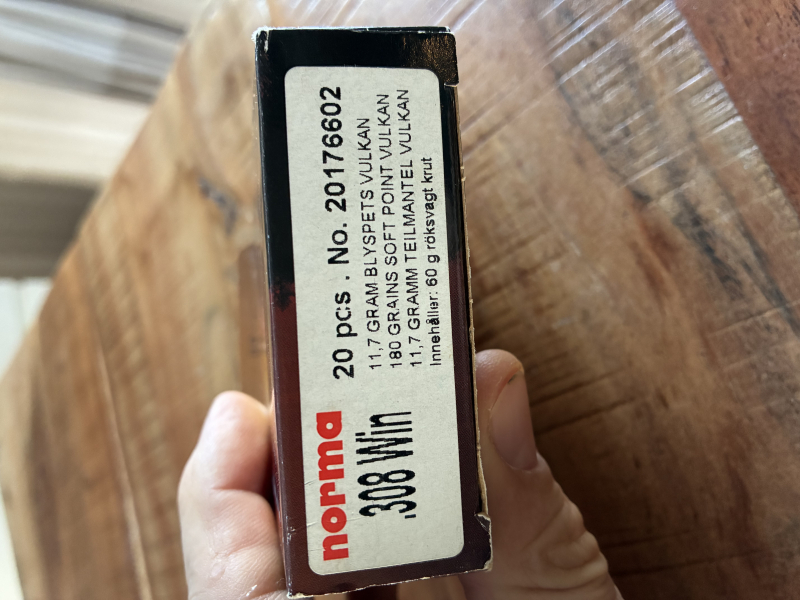 norma
.308 Win
20 pcs . No. 20176602
11,7 GRAM BLYSPETS VULKAN
180 GRAINS SOFT POINT VULKAN
11,7 GRAMM TEILMANTEL VULKAN
Innehåller: 60 g röksvagt krut